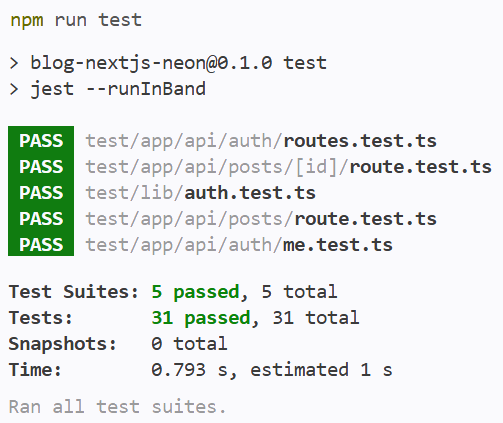 npm run test
> blog-nextjs-neon@0.1.0 test
> jest --runInBand
PASS test/app/api/auth/routes.test.ts
PASS test/app/api/posts/[id]/route.test.ts
PASS test/lib/auth.test.ts
PASS test/app/api/posts/route.test.ts
PASS test/app/api/auth/me.test.ts
Test Suites: 5 passed, 5 total
Tests: 31 passed, 31 total
Snapshots: 0 total
Time: 0.793 s, estimated 1 s
Ran all test suites.